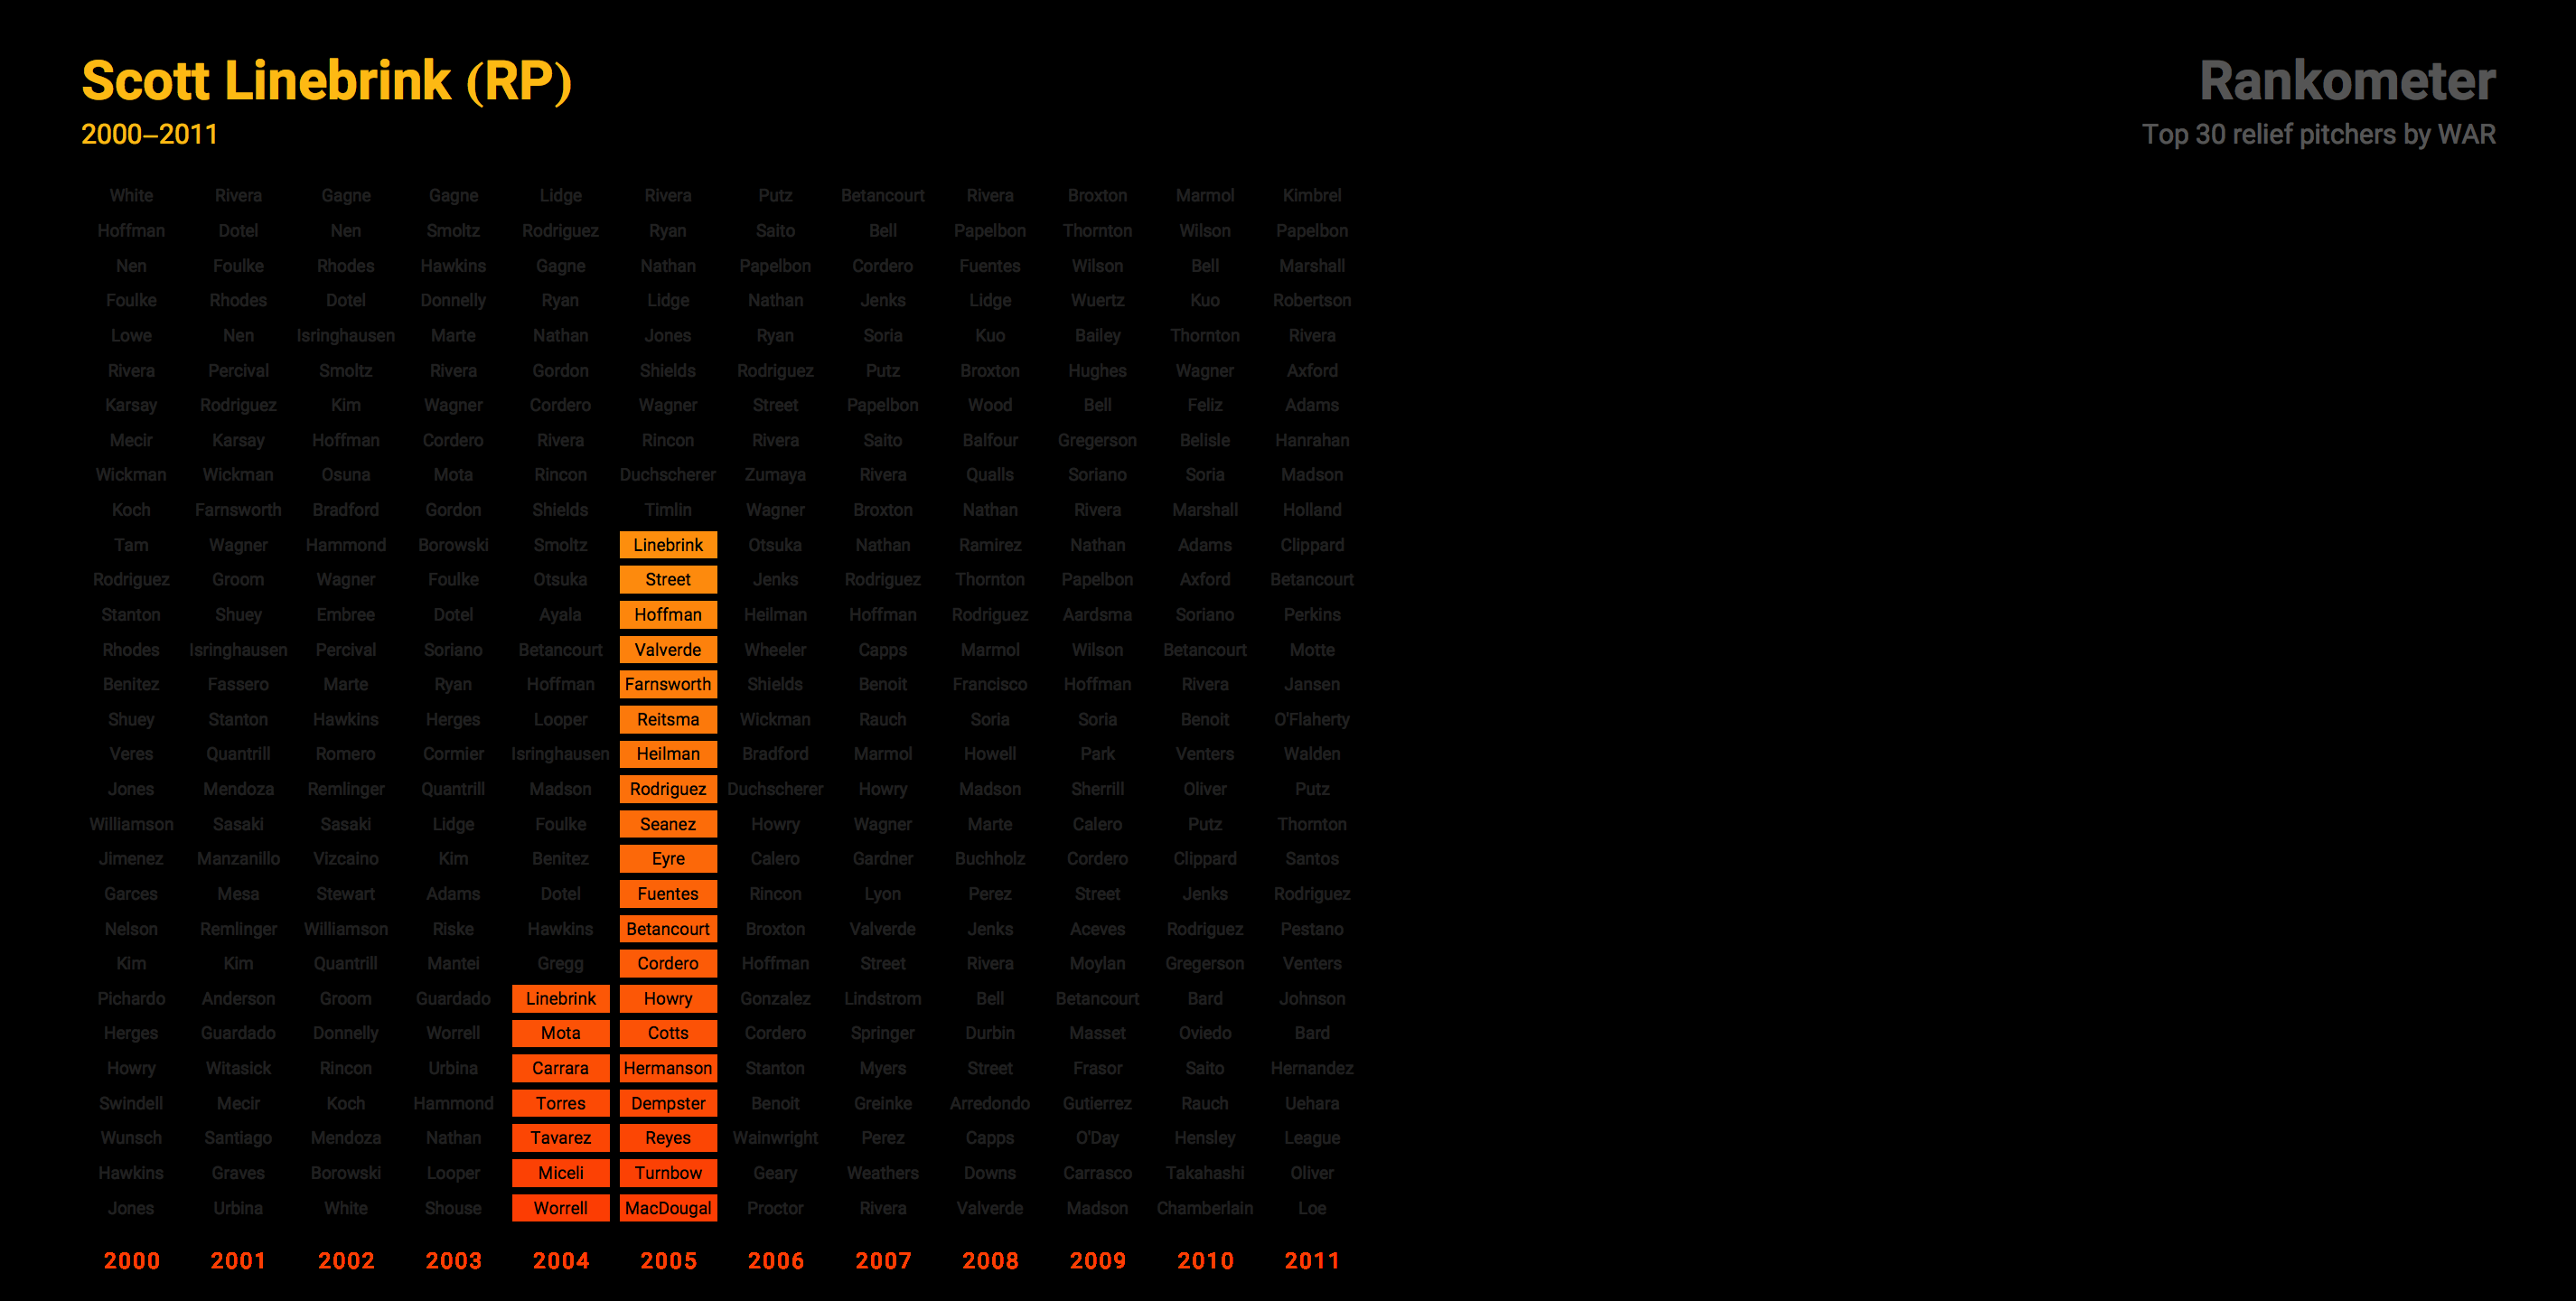 Scott Linebrink (RP)
2000–2011
Rankometer
Top 30 relief pitchers by WAR
White Rivera Gagne Gagne Lidge Rivera Putz Betancourt Rivera Broxton Marmol Kimbrel
Hoffman Dotel Nen Smoltz Rodriguez Ryan Saito Bell Papelbon Thornton Wilson Papelbon
Nen Foulke Rhodes Hawkins Gagne Nathan Papelbon Cordero Fuentes Wilson Bell Marshall
Foulke Rhodes Dotel Donnelly Ryan Lidge Nathan Jenks Lidge Wuertz Kuo Robertson
Lowe Nen Isringhausen Marte Nathan Jones Ryan Soria Kuo Bailey Thornton Rivera
Rivera Percival Smoltz Rivera Gordon Shields Rodriguez Putz Broxton Hughes Wagner Axford
Karsay Rodriguez Kim Wagner Cordero Wagner Street Papelbon Wood Bell Feliz Adams
Mecir Karsay Hoffman Cordero Rivera Rincon Rivera Saito Balfour Gregerson Belisle Hanrahan
Wickman Wickman Osuna Mota Rincon Duchscherer Zumaya Rivera Qualls Soriano Soria Madson
Koch Farnsworth Bradford Gordon Shields Timlin Wagner Broxton Nathan Rivera Marshall Holland
Tam Wagner Hammond Borowski Smoltz Linebrink Otsuka Nathan Ramirez Nathan Adams Clippard
Rodriguez Groom Wagner Foulke Otsuka Street Jenks Rodriguez Thornton Papelbon Axford Betancourt
Stanton Shuey Embree Dotel Ayala Hoffman Heilman Hoffman Rodriguez Aardsma Soriano Perkins
Rhodes Isringhausen Percival Soriano Betancourt Valverde Wheeler Capps Marmol Wilson Betancourt Motte
Benitez Fassero Marte Ryan Hoffman Farnsworth Shields Benoit Francisco Hoffman Rivera Jansen
Shuey Stanton Hawkins Herges Looper Reitsma Wickman Rauch Soria Soria Benoit O'Flaherty
Veres Quantrill Romero Cormier Isringhausen Heilman Bradford Marmol Howell Park Venters Walden
Jones Mendoza Remlinger Quantrill Madson Rodriguez Duchscherer Howry Madson Sherrill Oliver Putz
Williamson Sasaki Sasaki Lidge Foulke Seanez Howry Wagner Marte Calero Putz Thornton
Jimenez Manzanillo Vizcaino Kim Benitez Eyre Calero Gardner Buchholz Cordero Clippard Santos
Garces Mesa Stewart Adams Dotel Fuentes Rincon Lyon Perez Street Jenks Rodriguez
Nelson Remlinger Williamson Riske Hawkins Betancourt Broxton Valverde Jenks Aceves Rodriguez Pestano
Kim Kim Quantrill Mantei Gregg Cordero Hoffman Street Rivera Moylan Gregerson Venters
Pichardo Anderson Groom Guardado Linebrink Howry Gonzalez Lindstrom Bell Betancourt Bard Johnson
Herges Guardado Donnelly Worrell Mota Cotts Cordero Springer Durbin Masset Oviedo Bard
Howry Witasick Rincon Urbina Carrara Hermanson Stanton Myers Street Frasor Saito Hernandez
Swindell Mecir Koch Hammond Torres Dempster Benoit Greinke Arredondo Gutierrez Rauch Uehara
Wunsch Santiago Mendoza Nathan Tavarez Reyes Wainwright Perez Capps O'Day Hensley League
Hawkins Graves Borowski Looper Miceli Turnbow Geary Weathers Downs Carrasco Takahashi Oliver
Jones Urbina White Shouse Worrell MacDougal Proctor Rivera Valverde Madson Chamberlain Loe
2000 2001 2002 2003 2004 2005 2006 2007 2008 2009 2010 2011